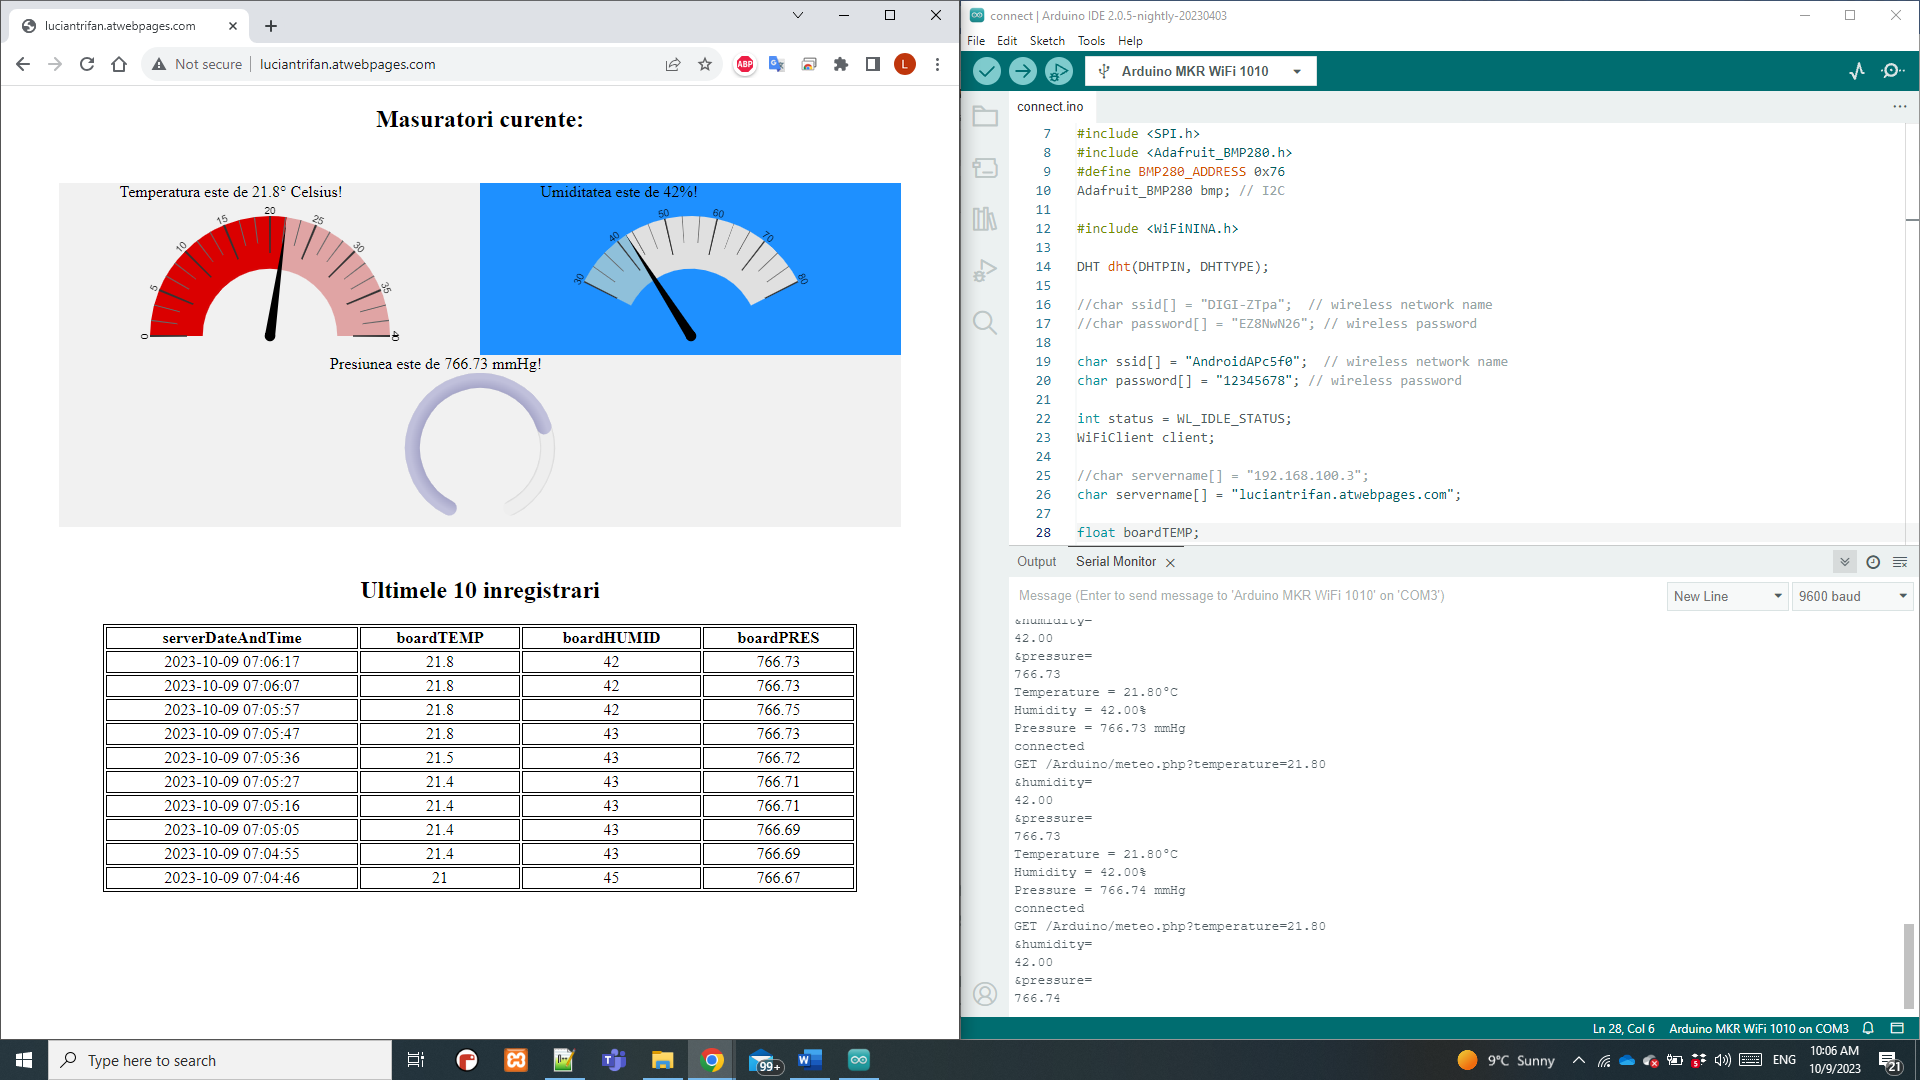 luciantrifan.atwebpages.com
Not secure
luciantrifan.atwebpages.com
ABP
L
Masuratori curente:
Temperatura este de 21.8° Celsius!
0
5
10
15
20
25
30
35
40
Umiditatea este de 42%!
30
40
50
60
70
80
Presiunea este de 766.73 mmHg!
Ultimele 10 inregistrari
serverDateAndTime boardTEMP boardHUMID boardPRES
2023-10-09 07:06:17 21.8 42 766.73
2023-10-09 07:06:07 21.8 42 766.73
2023-10-09 07:05:57 21.8 42 766.75
2023-10-09 07:05:47 21.8 43 766.73
2023-10-09 07:05:36 21.5 43 766.72
2023-10-09 07:05:27 21.4 43 766.71
2023-10-09 07:05:16 21.4 43 766.71
2023-10-09 07:05:05 21.4 43 766.69
2023-10-09 07:04:55 21.4 43 766.69
2023-10-09 07:04:46 21 45 766.67
connect | Arduino IDE 2.0.5-nightly-20230403
File Edit Sketch Tools Help
Arduino MKR WiFi 1010
connect.ino
7 #include <SPI.h>
8 #include <Adafruit_BMP280.h>
9 #define BMP280_ADDRESS 0x76
10 Adafruit_BMP280 bmp; // I2C
11
12 #include <WiFiNINA.h>
13
14 DHT dht(DHTPIN, DHTTYPE);
15
16 //char ssid[] = "DIGI-ZTpa";  // wireless network name
17 //char password[] = "EZ8NwN26"; // wireless password
18
19 char ssid[] = "AndroidAPc5f0";  // wireless network name
20 char password[] = "12345678"; // wireless password
21
22 int status = WL_IDLE_STATUS;
23 WiFiClient client;
24
25 //char servername[] = "192.168.100.3";
26 char servername[] = "luciantrifan.atwebpages.com";
27
28 float boardTEMP;
Output Serial Monitor
Message (Enter to send message to 'Arduino MKR WiFi 1010' on 'COM3')
New Line
9600 baud
&humidity=
42.00
&pressure=
766.73
Temperature = 21.80°C
Humidity = 42.00%
Pressure = 766.73 mmHg
connected
GET /Arduino/meteo.php?temperature=21.80
&humidity=
42.00
&pressure=
766.73
Temperature = 21.80°C
Humidity = 42.00%
Pressure = 766.74 mmHg
connected
GET /Arduino/meteo.php?temperature=21.80
&humidity=
42.00
&pressure=
766.74
Ln 28, Col 6 Arduino MKR WiFi 1010 on COM3
Type here to search
99+
9°C Sunny
ENG
10:06 AM
10/9/2023
21